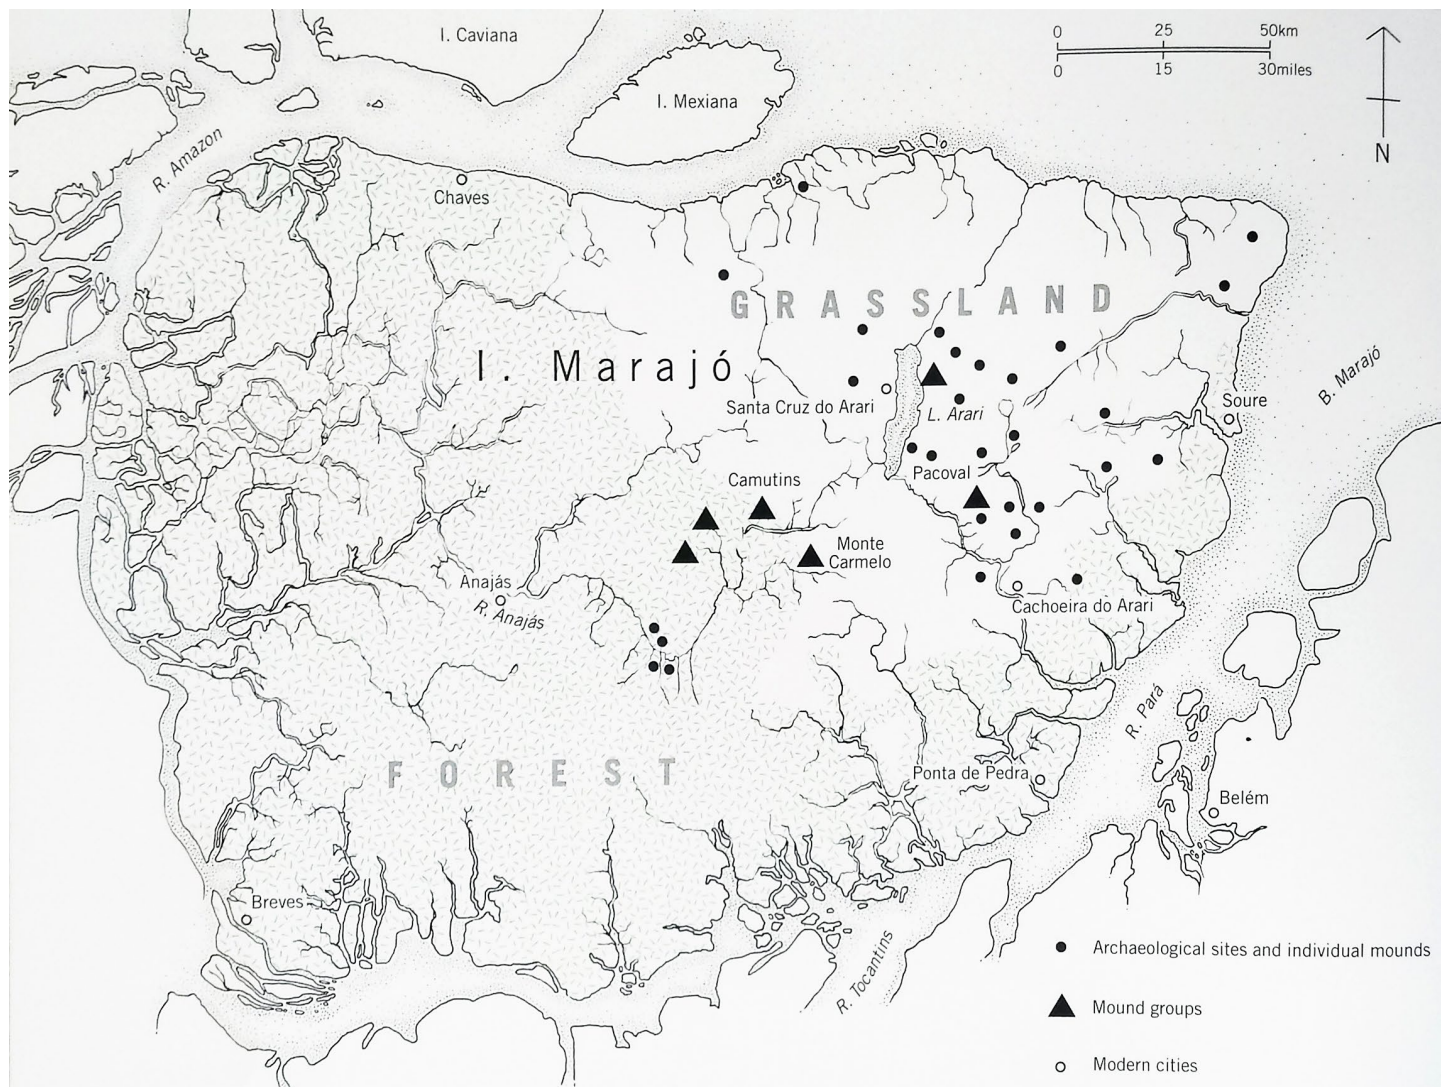 I. Caviana
0 25 50km
0 15 30miles
I. Mexiana
N
R. Amazon
Chaves
GRASSLAND
I. Marajó
B. Marajó
Santa Cruz do Arari
L. Arari
Soure
Pacoval
Camutins
Monte
Carmelo
Anajás
R. Anajás
Cachoeira do Arari
R. Pará
FOREST
Ponta de Pedra
Belém
Breves
R. Tocantins
Archaeological sites and individual mounds
Mound groups
Modern cities